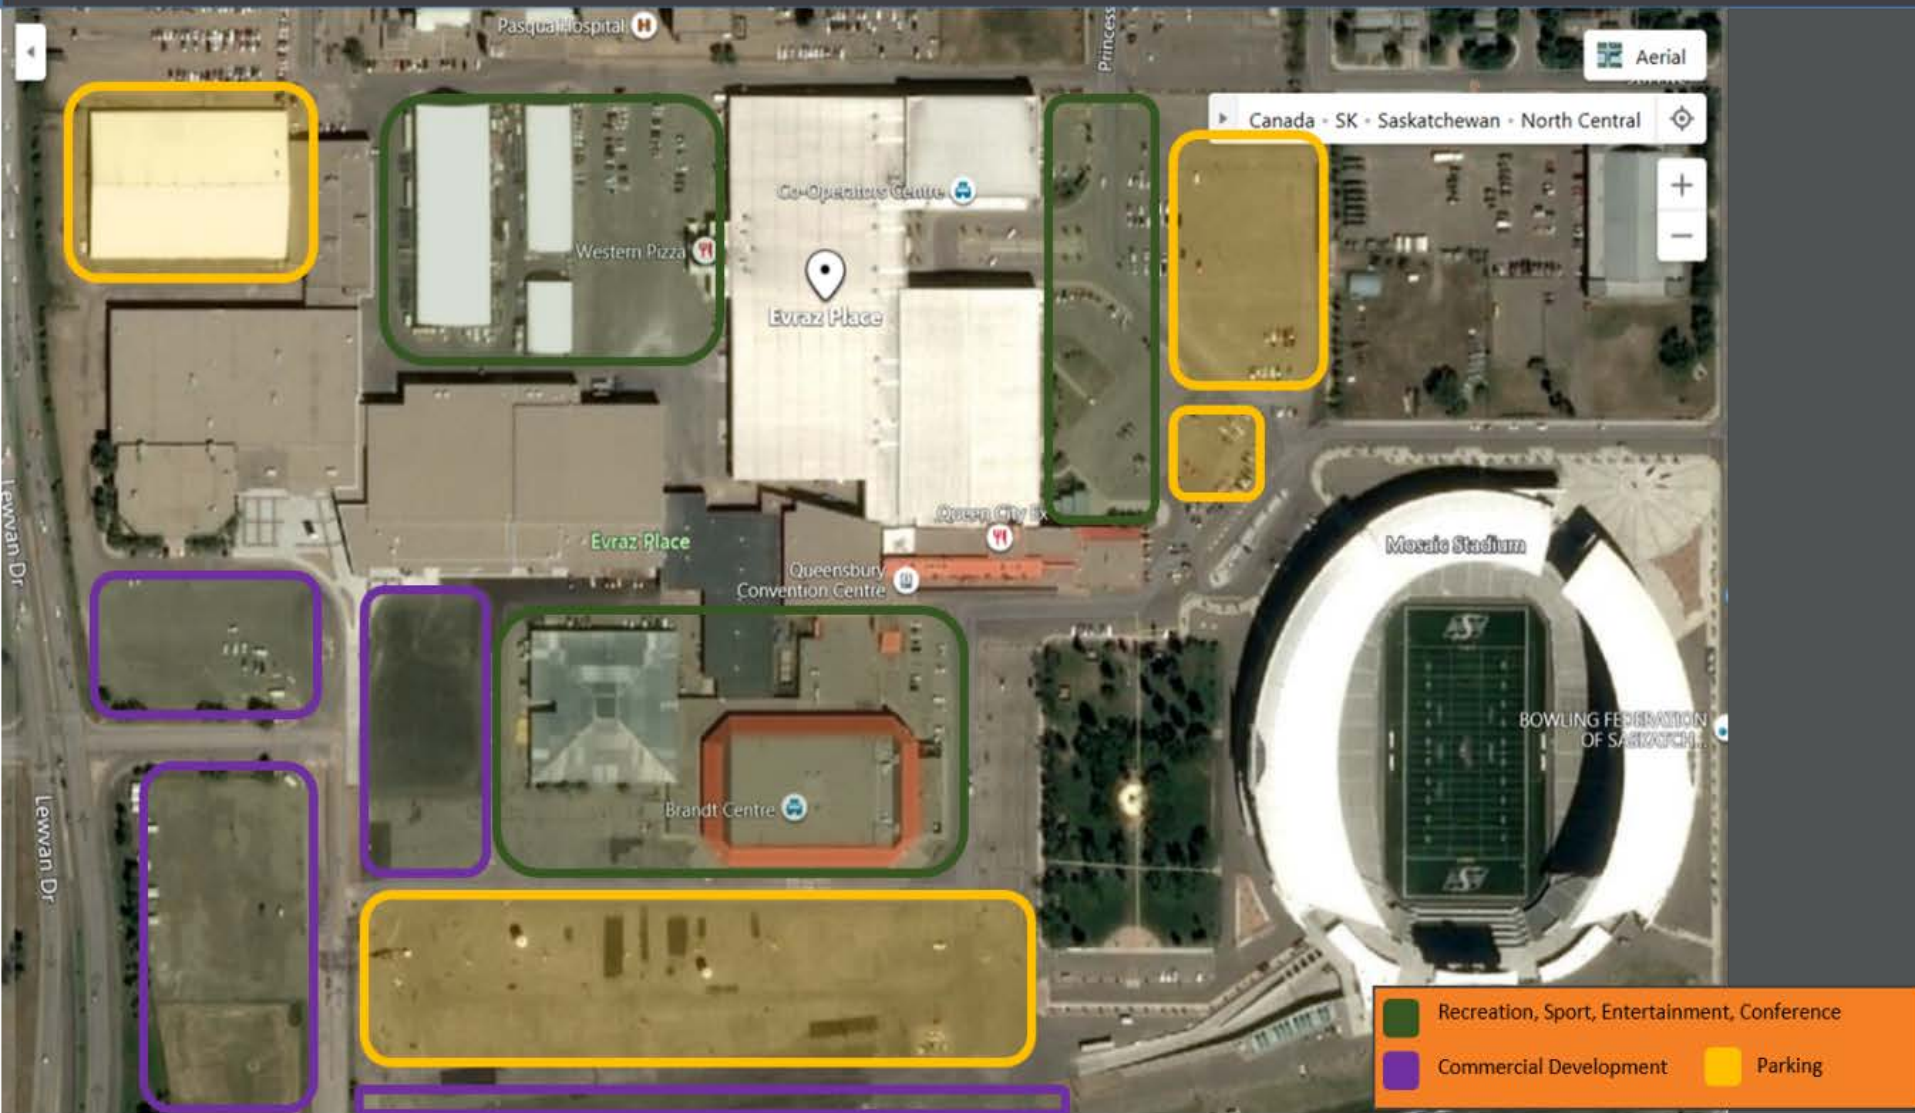 Pasqua Hospital
Princess
Aerial
Canada • SK • Saskatchewan • North Central
Co-Operators Centre
Western Pizza
Evraz Place
Lewvan Dr
Queen City Ex
Evraz Place
Mosaic Stadium
Queensbury
Convention Centre
BOWLING FEDERATION
OF SASKATCH...
Brandt Centre
Lewvan Dr
Recreation, Sport, Entertainment, Conference
Commercial Development
Parking